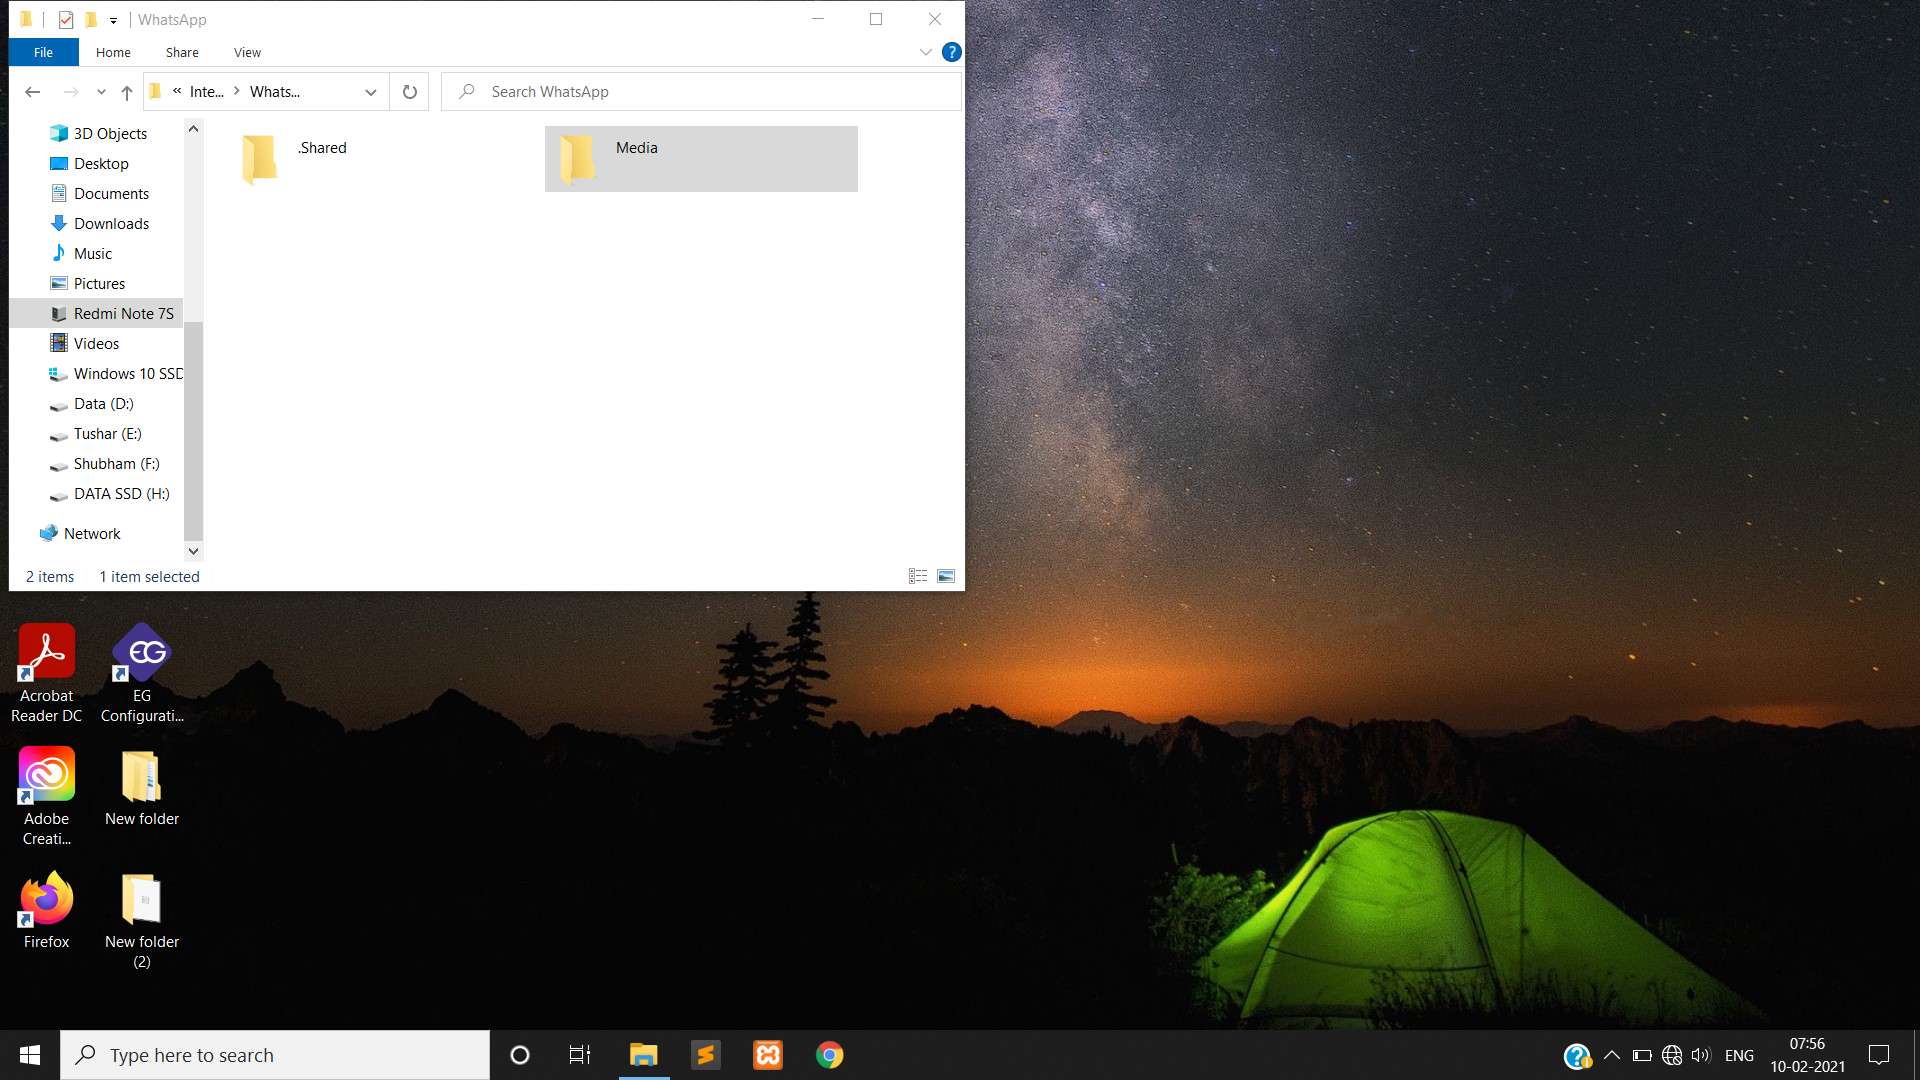 WhatsApp
File Home Share View
Inte... Whats... Search WhatsApp
3D Objects
Desktop
Documents
Downloads
Music
Pictures
Redmi Note 7S
Videos
Windows 10 SSD
Data (D:)
Tushar (E:)
Shubham (F:)
DATA SSD (H:)
Network
.Shared Media
2 items 1 item selected
Acrobat
Reader DC
EG
Configurati...
Adobe
Creati...
New folder
Firefox
New folder
(2)
Type here to search
ENG
07:56
10-02-2021